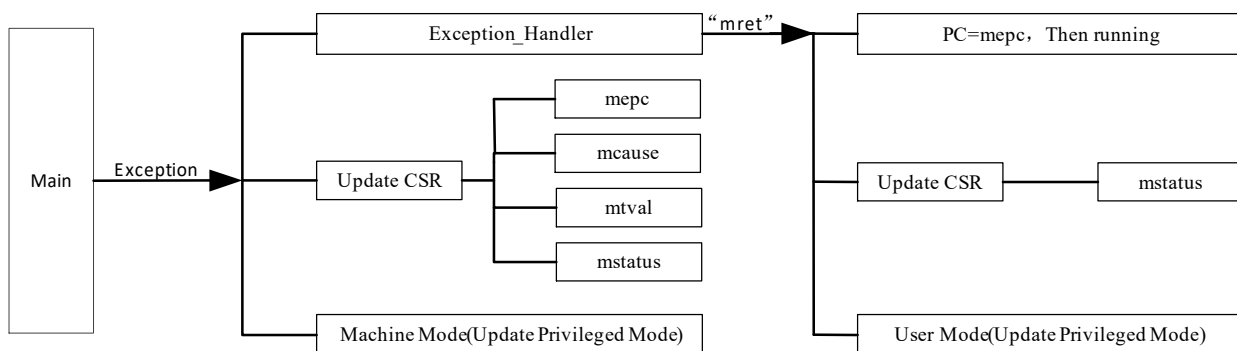 Main
Exception
Exception_Handler
Update CSR
mepc
mcause
mtval
mstatus
Machine Mode(Update Privileged Mode)
“mret”
PC=mepc，Then running
Update CSR
mstatus
User Mode(Update Privileged Mode)